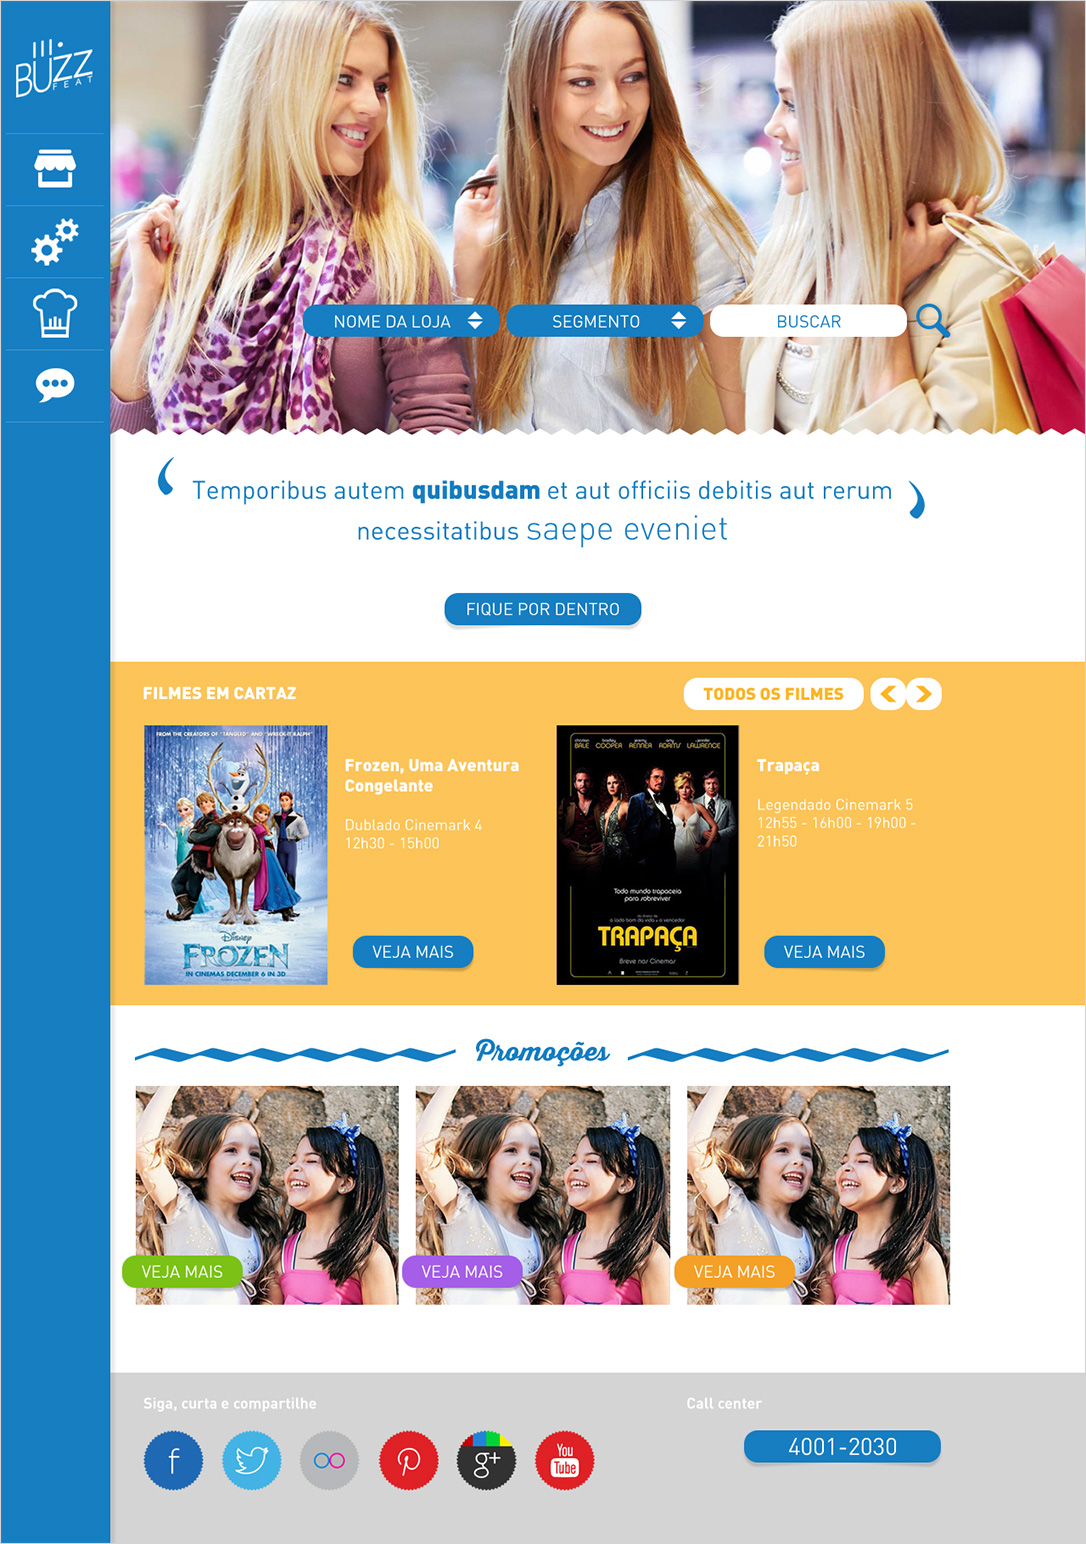 BUZZ
FEAT
NOME DA LOJA
SEGMENTO
BUSCAR
Temporibus autem quibusdam et aut officiis debitis aut rerum
necessitatibus saepe eveniet
FIQUE POR DENTRO
FILMES EM CARTAZ
TODOS OS FILMES
FROM THE CREATORS OF "TANGLED" AND "WRECK-IT RALPH"
Disney
FROZEN
IN CINEMAS DECEMBER 6 IN 3D
Frozen, Uma Aventura
Congelante
Dublado Cinemark 4
12h30 - 15h00
VEJA MAIS
christian bradley jeremy amy jennifer
BALE COOPER RENNER ADAMS LAWRENCE
Todo mundo trapaceia
para sobreviver
do diretor de
o lado bom da vida e o vencedor
TRAPAÇA
Breve nos Cinemas
Trapaça
Legendado Cinemark 5
12h55 - 16h00 - 19h00 -
21h50
VEJA MAIS
Promoções
VEJA MAIS
VEJA MAIS
VEJA MAIS
Siga, curta e compartilhe
f
g+
You
Tube
Call center
4001-2030